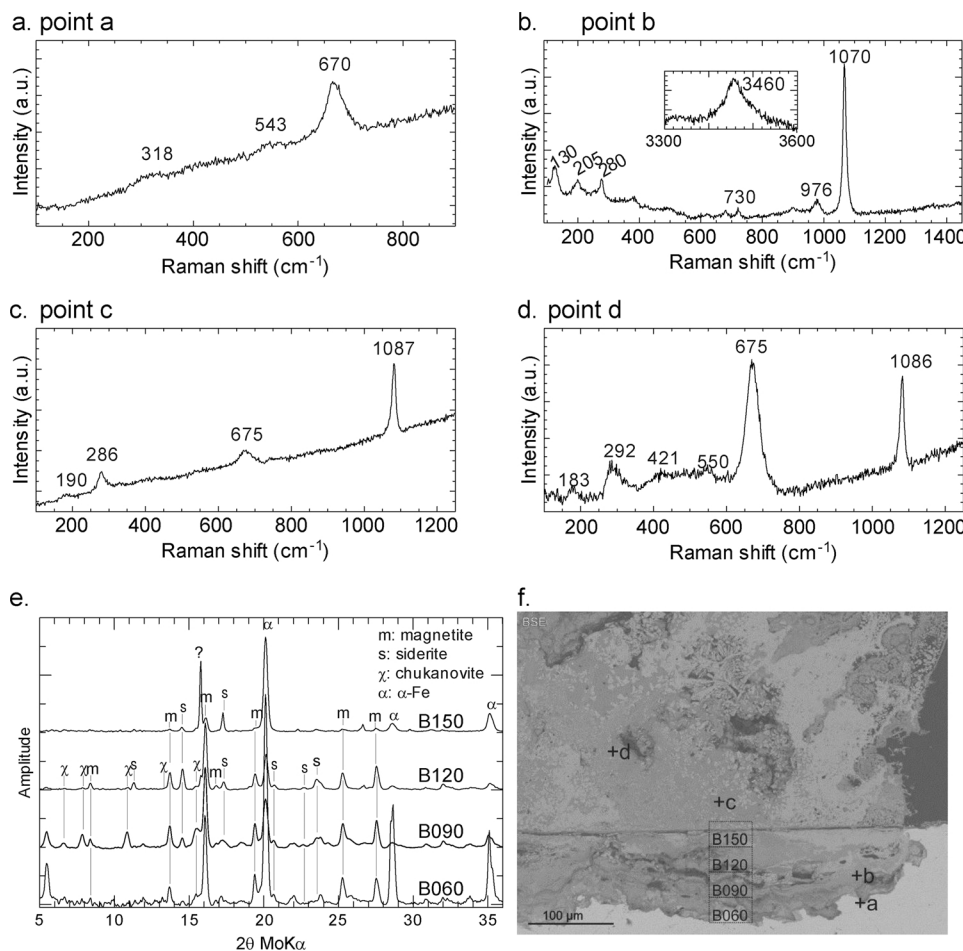 a. point a
670
543
318
Intensity (a.u.)
200 400 600 800
Raman shift (cm-1)
b. point b
1070
3460
3300 3600
130 205 280
730
976
Intensity (a.u.)
200 400 600 800 1000 1200 1400
Raman shift (cm-1)
c. point c
1087
675
286
190
Intensity (a.u.)
200 400 600 800 1000 1200
Raman shift (cm-1)
d. point d
675
1086
292
183
421
550
Intensity (a.u.)
200 400 600 800 1000 1200
Raman shift (cm-1)
e.
α
m: magnetite
s: siderite
χ: chukanovite
α: α-Fe
?
m s m s m α m m α
B150
χ χ m χ s χ m s χ m s s s s
B120
B090
B060
Amplitude
5 10 15 20 25 30 35
2θ MoKα
f.
BSE
+d
+c
B150
B120
+b
B090
+a
B060
100 µm